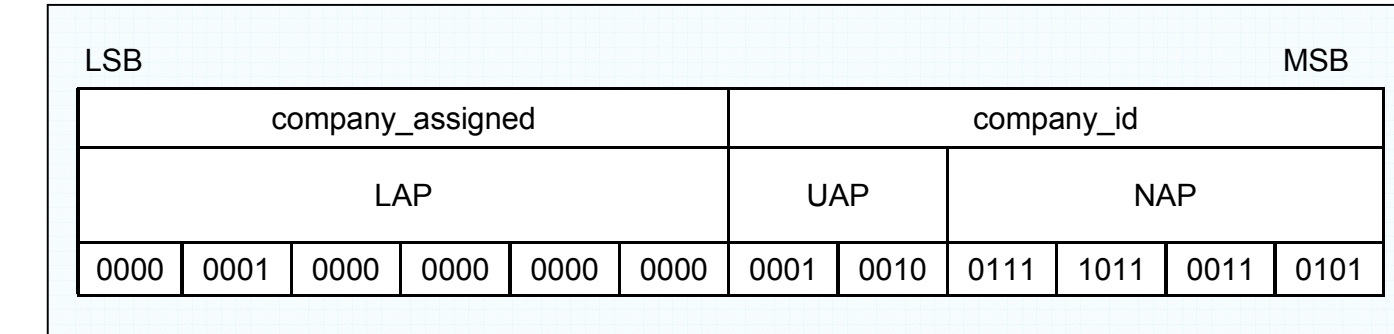 LSB MSB
company_assigned company_id
LAP UAP NAP
0000 0001 0000 0000 0000 0000 0001 0010 0111 1011 0011 0101